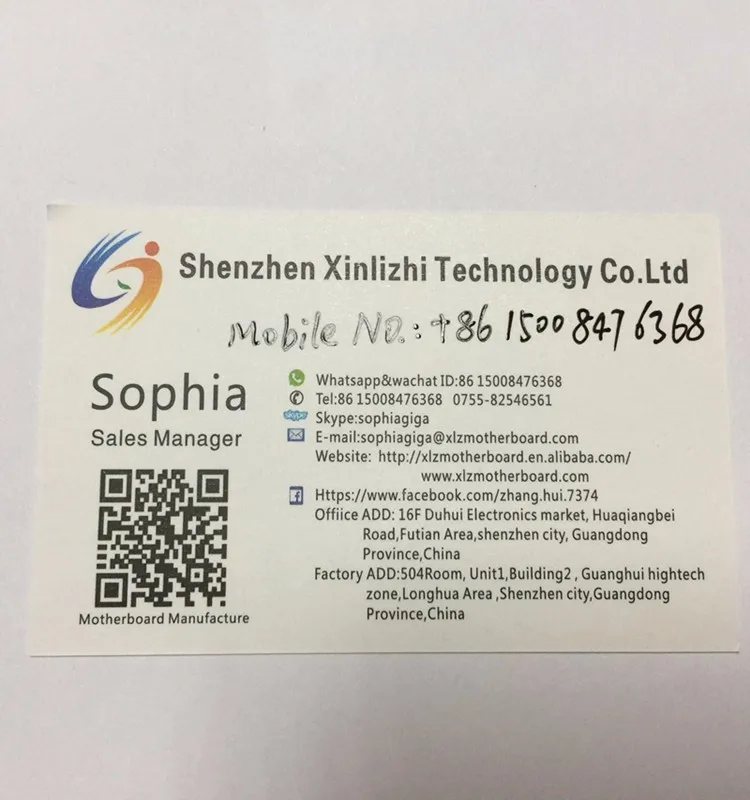 Shenzhen Xinlizhi Technology Co.Ltd
Mobile No.: +86 15008476368
Sophia
Sales Manager
Whatsapp&wachat ID:86 15008476368
Tel:86 15008476368 0755-82546561
skype Skype:sophiagiga
E-mail:sophiagiga@xlzmotherboard.com
Website: http://xlzmotherboard.en.alibaba.com/
www.xlzmotherboard.com
Https://www.facebook.com/zhang.hui.7374
Offiice ADD: 16F Duhui Electronics market, Huaqiangbei
Road,Futian Area,shenzhen city, Guangdong
Province,China
Factory ADD:504Room, Unit1,Building2 , Guanghui hightech
zone,Longhua Area ,Shenzhen city,Guangdong
Province,China
Motherboard Manufacture